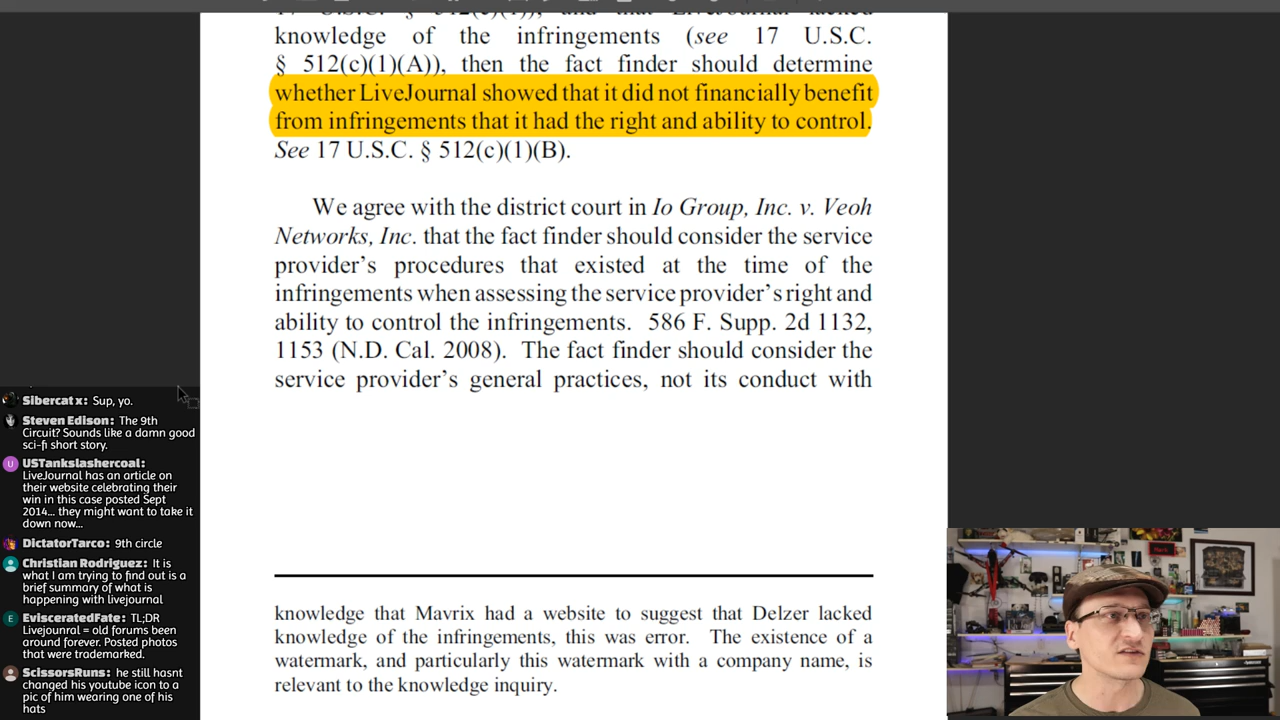 knowledge of the infringements (see 17 U.S.C.
§ 512(c)(1)(A)), then the fact finder should determine
whether LiveJournal showed that it did not financially benefit
from infringements that it had the right and ability to control.
See 17 U.S.C. § 512(c)(1)(B).
We agree with the district court in Io Group, Inc. v. Veoh
Networks, Inc. that the fact finder should consider the service
provider's procedures that existed at the time of the
infringements when assessing the service provider's right and
ability to control the infringements. 586 F. Supp. 2d 1132,
1153 (N.D. Cal. 2008). The fact finder should consider the
service provider's general practices, not its conduct with
knowledge that Mavrix had a website to suggest that Delzer lacked
knowledge of the infringements, this was error. The existence of a
watermark, and particularly this watermark with a company name, is
relevant to the knowledge inquiry.
Sibercat x: Sup, yo.
Steven Edison: The 9th
Circuit? Sounds like a damn good
sci-fi short story.
U
USTankslashercoal:
LiveJournal has an article on
their website celebrating their
win in this case posted Sept
2014... they might want to take it
down now...
DictatorTarco: 9th circle
Christian Rodriguez: It is
what I am trying to find out is a
brief summary of what is
happening with livejournal
E
EvisceratedFate: TL;DR
Livejounral = old forums been
around forever. Posted photos
that were trademarked.
ScissorsRuns: he still hasnt
changed his youtube icon to a
pic of him wearing one of his
hats